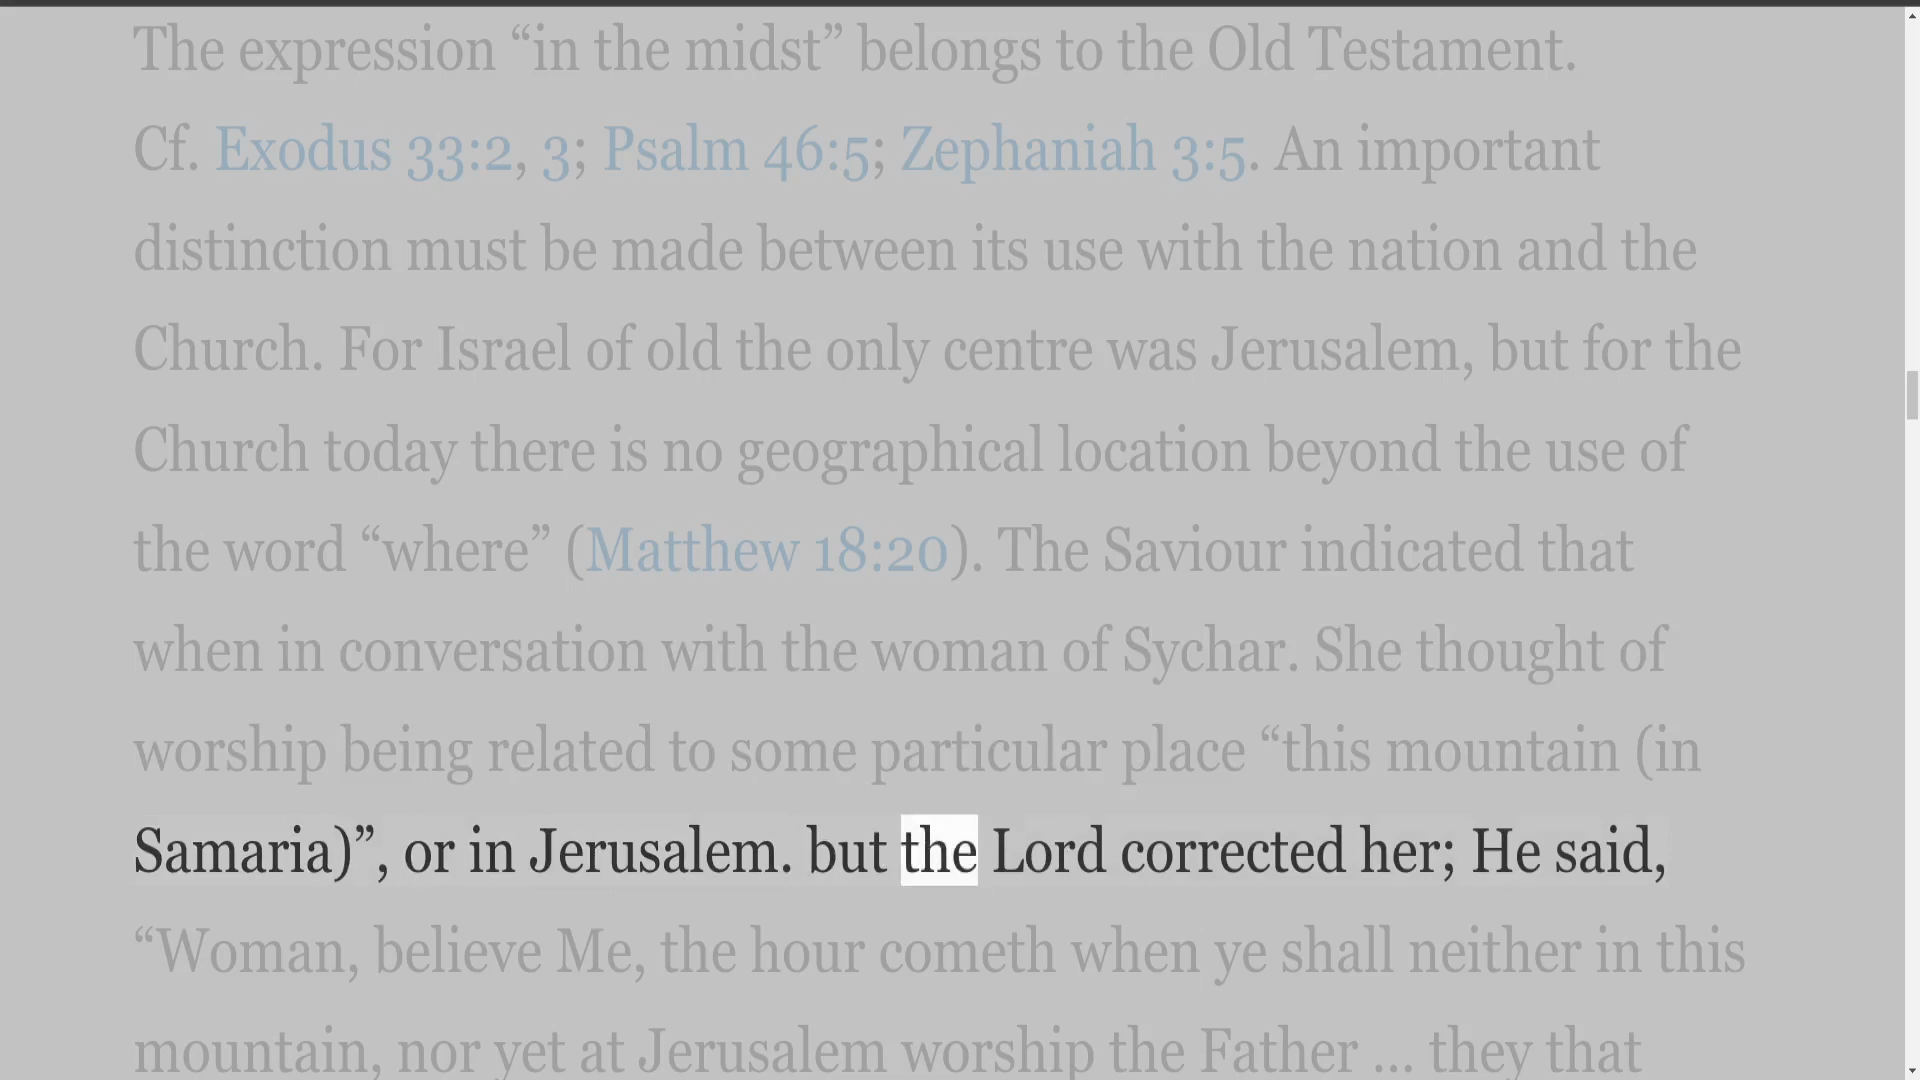 The expression “in the midst” belongs to the Old Testament.
Cf. Exodus 33:2, 3; Psalm 46:5; Zephaniah 3:5. An important
distinction must be made between its use with the nation and the
Church. For Israel of old the only centre was Jerusalem, but for the
Church today there is no geographical location beyond the use of
the word “where” (Matthew 18:20). The Saviour indicated that
when in conversation with the woman of Sychar. She thought of
worship being related to some particular place “this mountain (in
Samaria)”, or in Jerusalem. but the Lord corrected her; He said,
“Woman, believe Me, the hour cometh when ye shall neither in this
mountain, nor yet at Jerusalem worship the Father ... they that